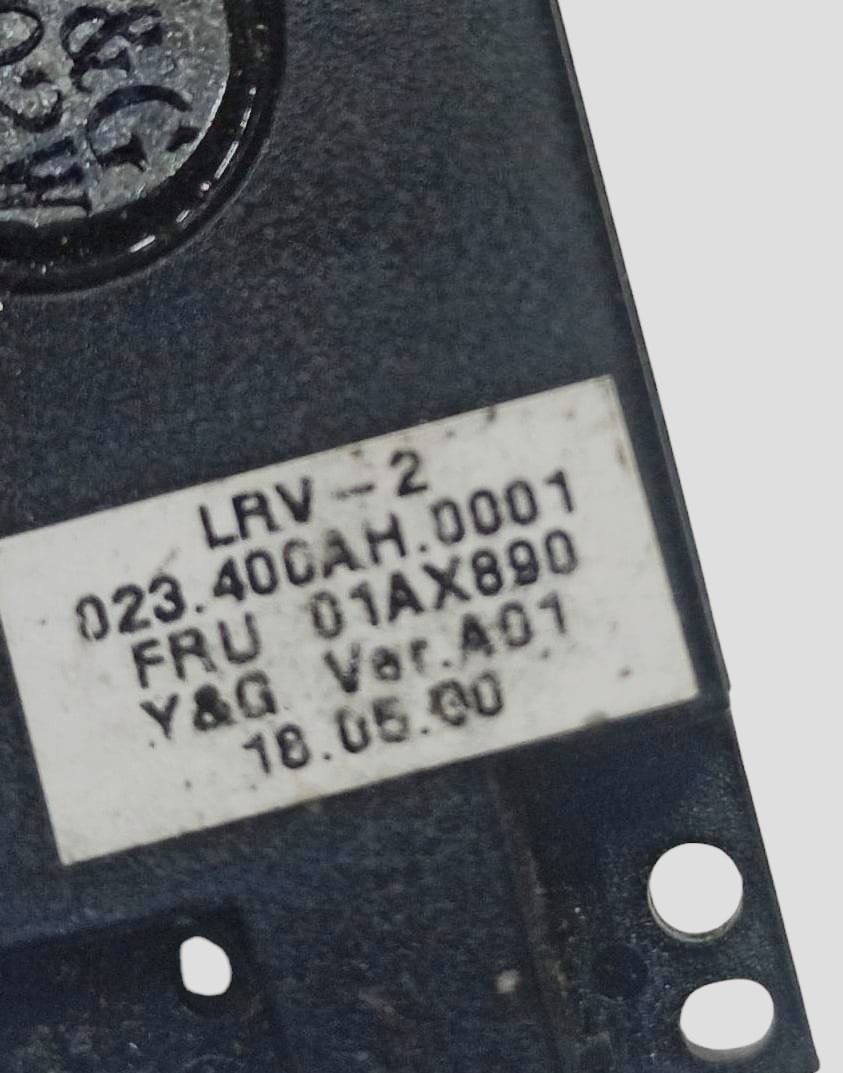 LRV-2
023.400AH.0001
FRU 01AX890
Y&G Ver.A01
18.05.00